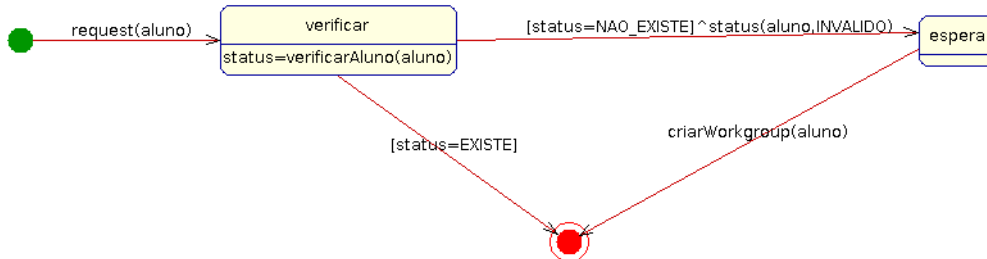 verificar
[status=NAO_EXISTE]^status(aluno,INVALIDO)
request(aluno)
espera
status=verificarAluno(aluno)
criarWorkgroup(aluno)
[status=EXISTE]